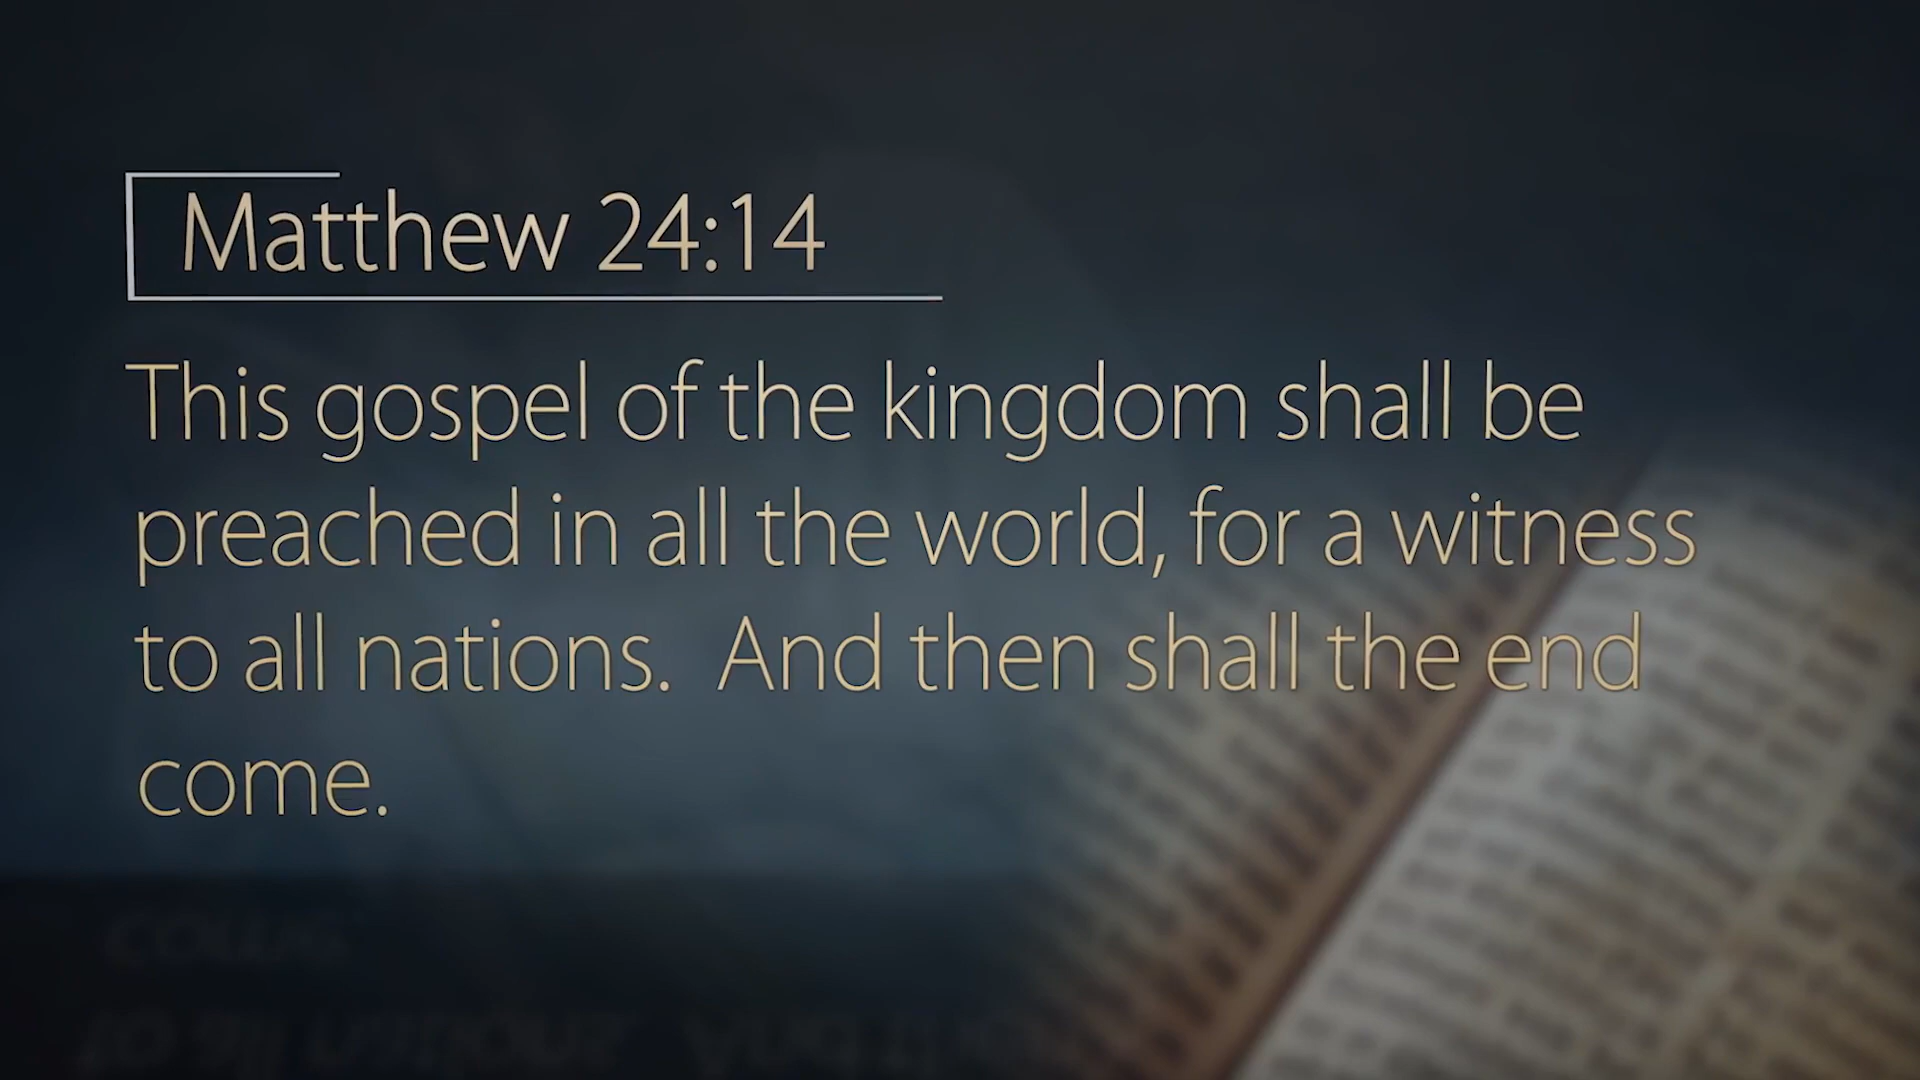 Matthew 24:14
This gospel of the kingdom shall be
preached in all the world, for a witness
to all nations.  And then shall the end
come.